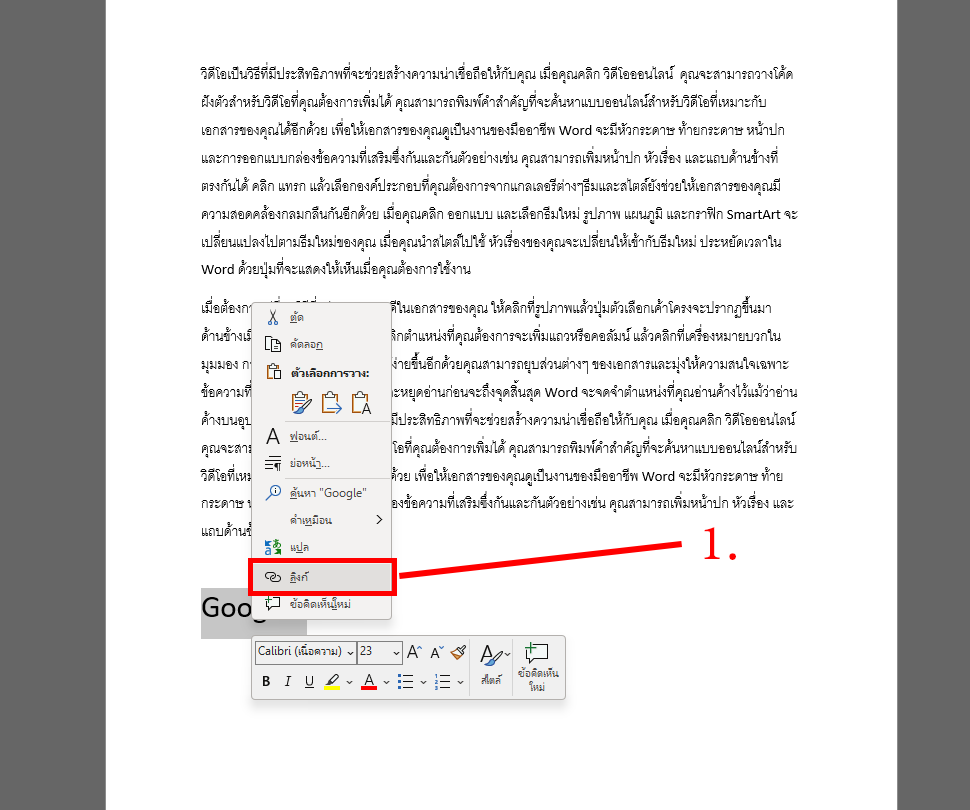 วิดีโอเป็นวิธีที่มีประสิทธิภาพที่จะช่วยสร้างความน่าเชื่อถือให้กับคุณ เมื่อคุณคลิก วิดีโอออนไลน์ คุณจะสามารถวางโค้ด
ฝังตัวสำหรับวิดีโอที่คุณต้องการเพิ่มได้ คุณสามารถพิมพ์คำสำคัญที่จะค้นหาแบบออนไลน์สำหรับวิดีโอที่เหมาะกับ
เอกสารของคุณได้อีกด้วย เพื่อให้เอกสารของคุณดูเป็นงานของมืออาชีพ Word จะมีหัวกระดาษ ท้ายกระดาษ หน้าปก
และการออกแบบกล่องข้อความที่เสริมซึ่งกันและกันตัวอย่างเช่น คุณสามารถเพิ่มหน้าปก หัวเรื่อง และแถบด้านข้างที่
ตรงกันได้ คลิก แทรก แล้วเลือกองค์ประกอบที่คุณต้องการจากแกลเลอรีต่างๆธีมและสไตล์ยังช่วยให้เอกสารของคุณมี
ความสอดคล้องกลมกลืนกันอีกด้วย เมื่อคุณคลิก ออกแบบ และเลือกธีมใหม่ รูปภาพ แผนภูมิ และกราฟิก SmartArt จะ
เปลี่ยนแปลงไปตามธีมใหม่ของคุณ เมื่อคุณนำสไตล์ไปใช้ หัวเรื่องของคุณจะเปลี่ยนให้เข้ากับธีมใหม่ ประหยัดเวลาใน
Word ด้วยปุ่มที่จะแสดงให้เห็นเมื่อคุณต้องการใช้งาน
เมื่อต้องกา ดีในเอกสารของคุณ ให้คลิกที่รูปภาพแล้วปุ่มตัวเลือกเค้าโครงจะปรากฏขึ้นมา
ด้านข้างเมื ลิกตำแหน่งที่คุณต้องการจะเพิ่มแถวหรือคอลัมน์ แล้วคลิกที่เครื่องหมายบวกใน
มุมมอง ก ง่ายขึ้นอีกด้วยคุณสามารถยุบส่วนต่างๆ ของเอกสารและมุ่งให้ความสนใจเฉพาะ
ข้อความที่ ะหยุดอ่านก่อนจะถึงจุดสิ้นสุด Word จะจดจำตำแหน่งที่คุณอ่านค้างไว้แม้ว่าอ่าน
ค้างบนอุป มีประสิทธิภาพที่จะช่วยสร้างความน่าเชื่อถือให้กับคุณ เมื่อคุณคลิก วิดีโอออนไลน์
คุณจะสาม โอที่คุณต้องการเพิ่มได้ คุณสามารถพิมพ์คำสำคัญที่จะค้นหาแบบออนไลน์สำหรับ
วิดีโอที่เหม ด้วย เพื่อให้เอกสารของคุณดูเป็นงานของมืออาชีพ Word จะมีหัวกระดาษ ท้าย
กระดาษ ห องข้อความที่เสริมซึ่งกันและกันตัวอย่างเช่น คุณสามารถเพิ่มหน้าปก หัวเรื่อง และ
แถบด้านข้
ตัด
คัดลอก
ตัวเลือกการวาง:
ฟอนต์...
ย่อหน้า...
ค้นหา "Google"
คำเหมือน
แปล
ลิงก์
ข้อคิดเห็นใหม่
1.
Goog
Calibri (เนื้อความ) 23
B I U
สไตล์
ข้อคิดเห็น
ใหม่